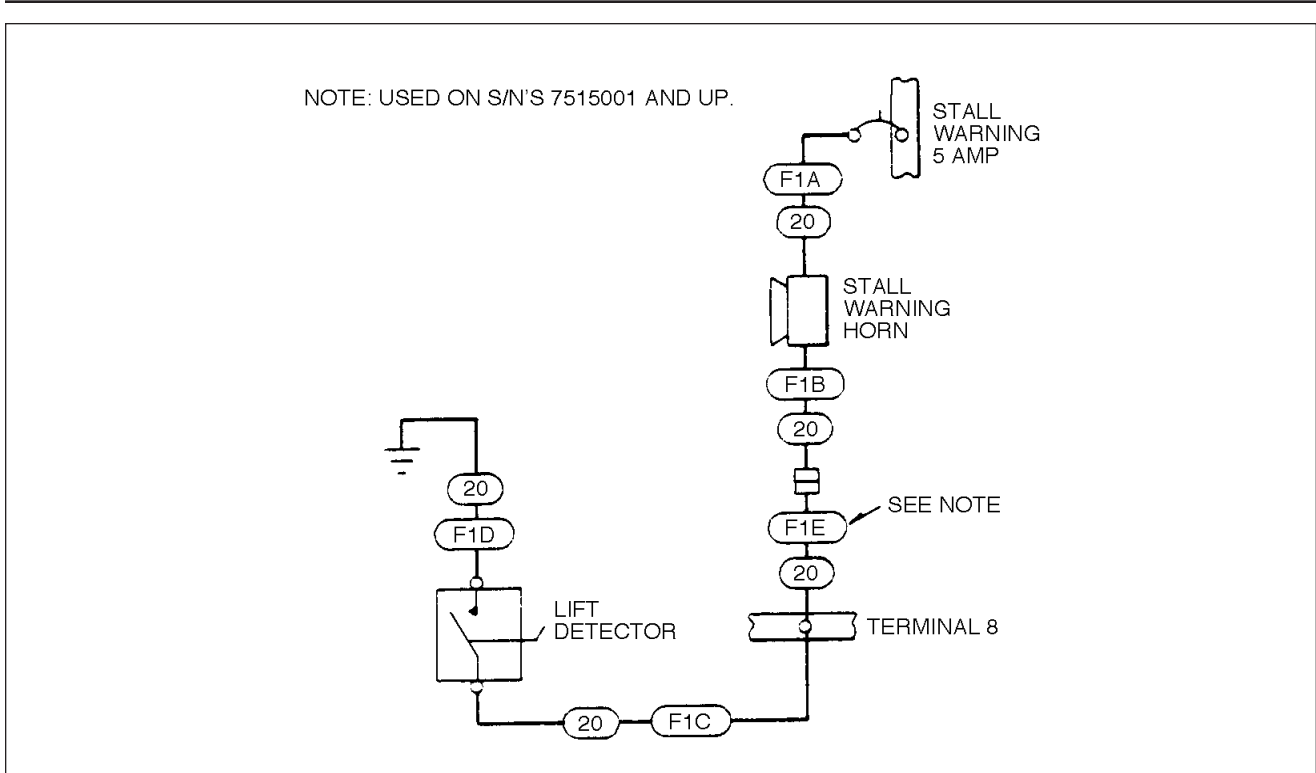 NOTE: USED ON S/N'S 7515001 AND UP.
STALL
WARNING
5 AMP
F1A
20
STALL
WARNING
HORN
F1B
20
20
F1D
F1E
SEE NOTE
20
LIFT
DETECTOR
TERMINAL 8
20
F1C